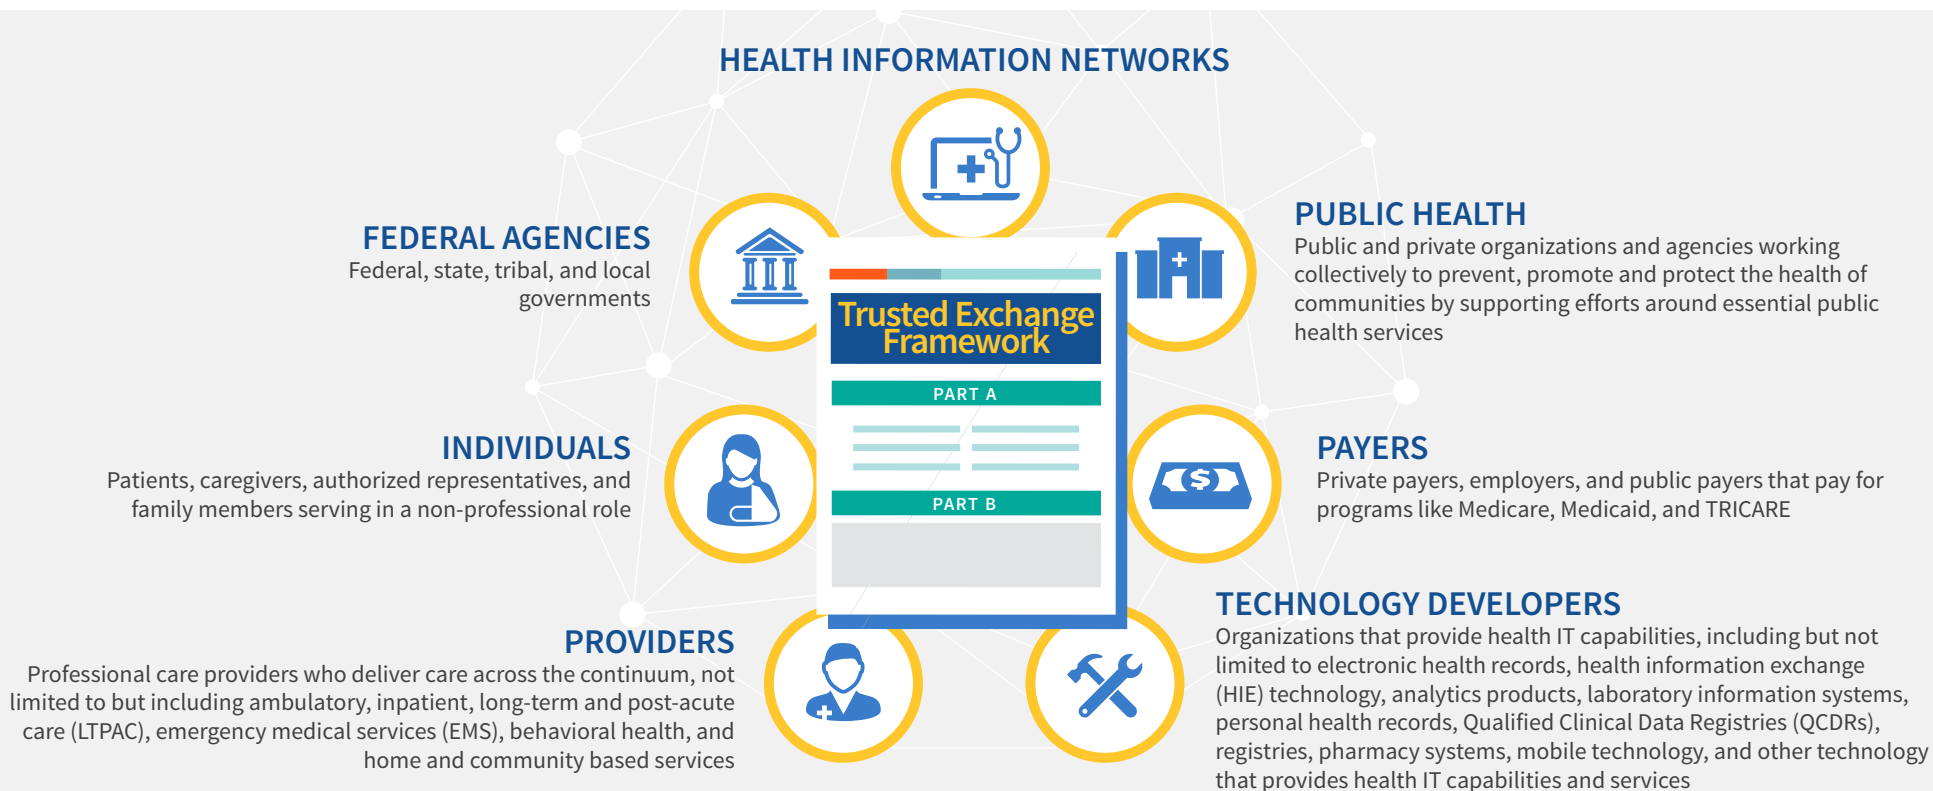 HEALTH INFORMATION NETWORKS
FEDERAL AGENCIES
Federal, state, tribal, and local
governments
PUBLIC HEALTH
Public and private organizations and agencies working
collectively to prevent, promote and protect the health of
communities by supporting efforts around essential public
health services
Trusted Exchange
Framework
PART A
PART B
INDIVIDUALS
Patients, caregivers, authorized representatives, and
family members serving in a non-professional role
PAYERS
Private payers, employers, and public payers that pay for
programs like Medicare, Medicaid, and TRICARE
PROVIDERS
Professional care providers who deliver care across the continuum, not
limited to but including ambulatory, inpatient, long-term and post-acute
care (LTPAC), emergency medical services (EMS), behavioral health, and
home and community based services
TECHNOLOGY DEVELOPERS
Organizations that provide health IT capabilities, including but not
limited to electronic health records, health information exchange
(HIE) technology, analytics products, laboratory information systems,
personal health records, Qualified Clinical Data Registries (QCDRs),
registries, pharmacy systems, mobile technology, and other technology
that provides health IT capabilities and services